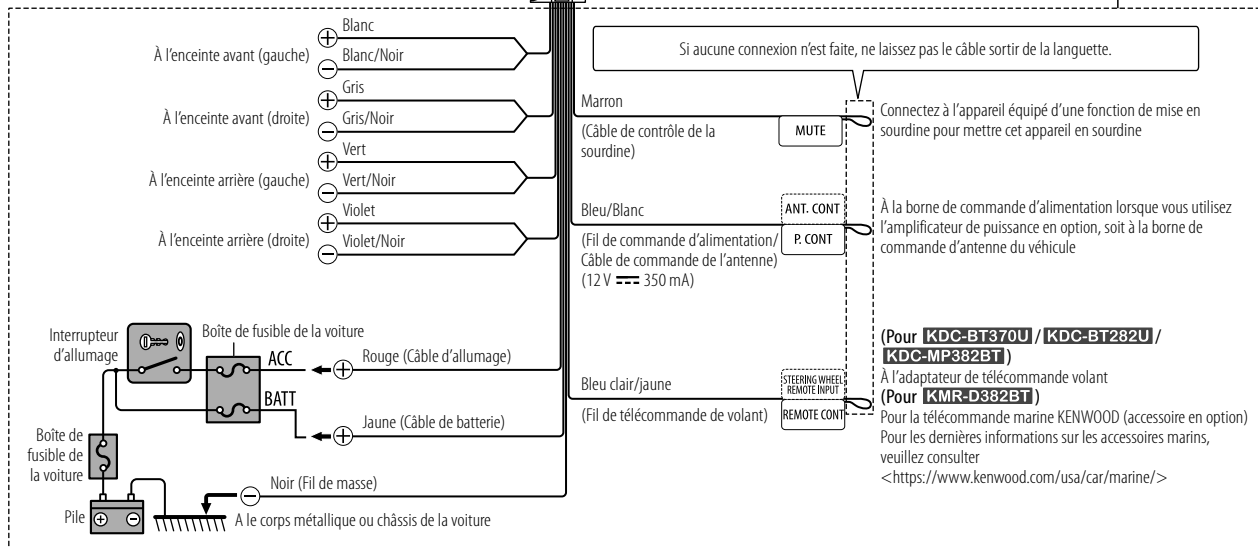 Blanc
À l'enceinte avant (gauche)
Blanc/Noir
Gris
À l'enceinte avant (droite)
Gris/Noir
Vert
À l'enceinte arrière (gauche)
Vert/Noir
Violet
À l'enceinte arrière (droite)
Violet/Noir
Interrupteur
d'allumage
Boîte de fusible de la voiture
ACC
Rouge (Câble d'allumage)
BATT
Jaune (Câble de batterie)
Boîte de
fusible de
la voiture
Noir (Fil de masse)
Pile
A le corps métallique ou châssis de la voiture
Si aucune connexion n'est faite, ne laissez pas le câble sortir de la languette.
Marron
(Câble de contrôle de la
sourdine)
MUTE
Connectez à l'appareil équipé d'une fonction de mise en
sourdine pour mettre cet appareil en sourdine
Bleu/Blanc
(Fil de commande d'alimentation/
Câble de commande de l'antenne)
(12 V ⎓ 350 mA)
ANT. CONT
P. CONT
À la borne de commande d'alimentation lorsque vous utilisez
l'amplificateur de puissance en option, soit à la borne de
commande d'antenne du véhicule
Bleu clair/jaune
(Fil de télécommande de volant)
STEERING WHEEL
REMOTE INPUT
REMOTE CONT
(Pour KDC-BT370U / KDC-BT282U /
KDC-MP382BT)
À l'adaptateur de télécommande volant
(Pour KMR-D382BT)
Pour la télécommande marine KENWOOD (accessoire en option)
Pour les dernières informations sur les accessoires marins,
veuillez consulter
<https://www.kenwood.com/usa/car/marine/>